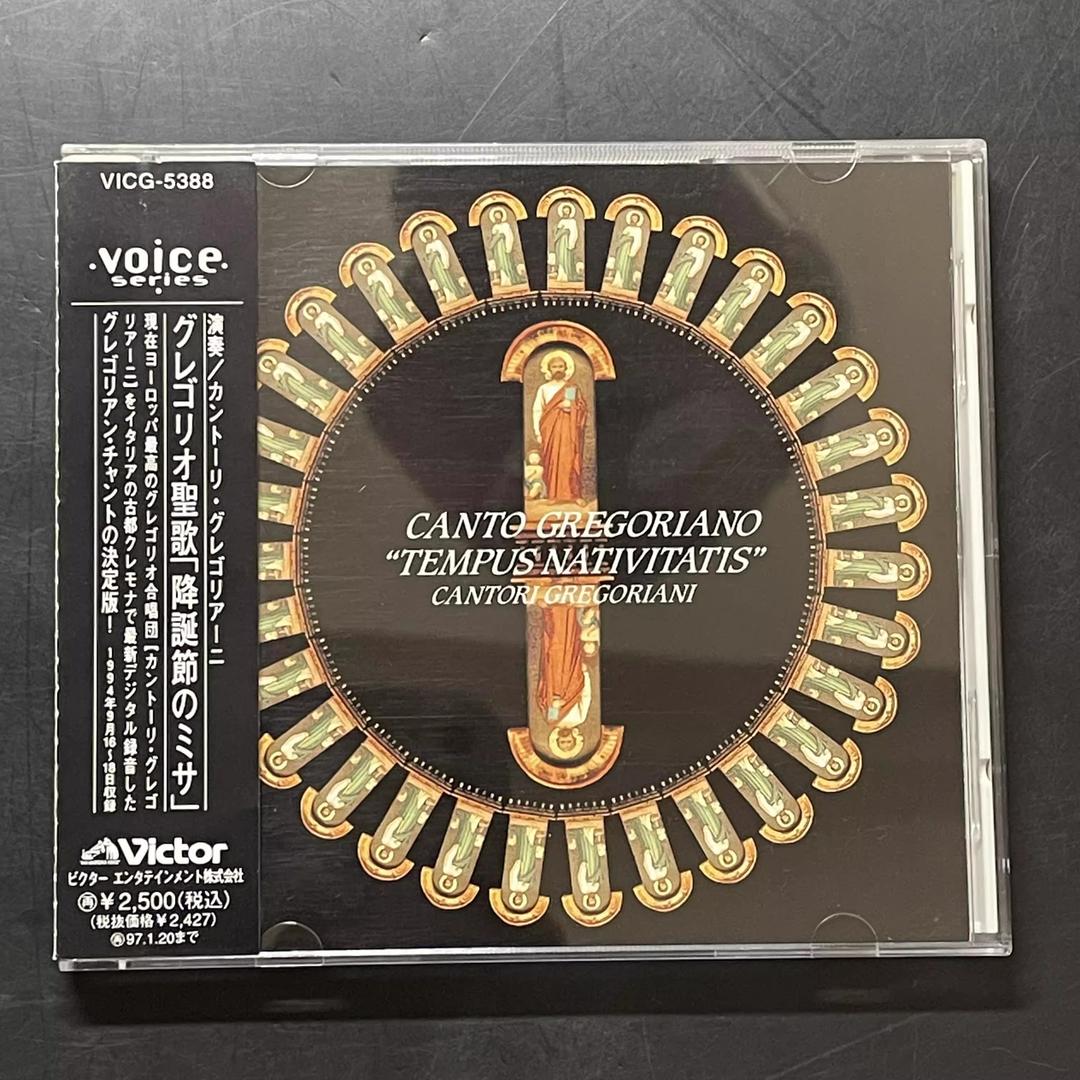 VICG-5388
・voice・
series
演奏/カントーリ・グレゴリアーニ
グレゴリオ聖歌「降誕節のミサ」
現在ヨーロッパ最高のグレゴリオ合唱団【カントーリ・グレゴ
リアーニ】をイタリアの古都クレモナで最新デジタル録音した
グレゴリアン・チャントの決定版! 1994年9月16~18日収録
Victor
ビクター エンタテインメント株式会社
再¥2,500(税込)
(税抜価格¥2,427)
再97.1.20まで
CANTO GREGORIANO
“TEMPUS NATIVITATIS”
CANTORI GREGORIANI